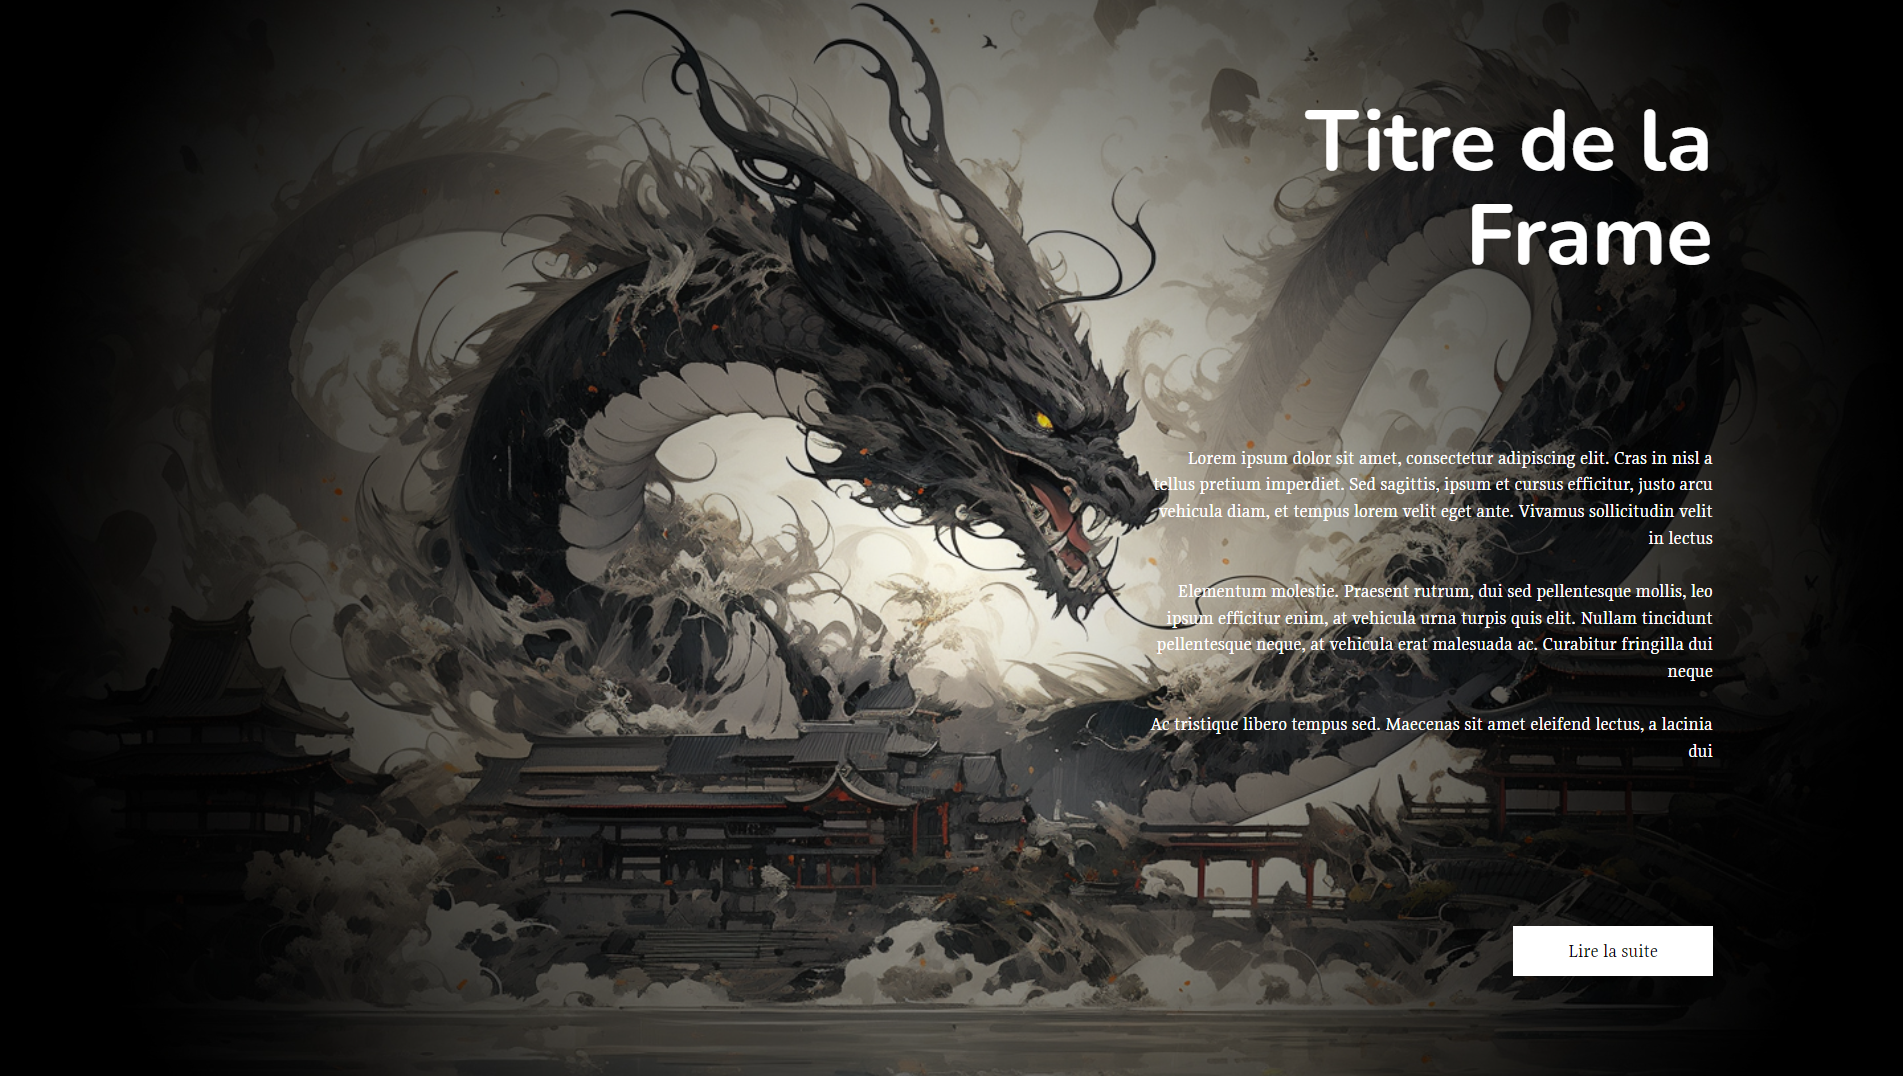 Titre de la
Frame
Lorem ipsum dolor sit amet, consectetur adipiscing elit. Cras in nisl a
tellus pretium imperdiet. Sed sagittis, ipsum et cursus efficitur, justo arcu
vehicula diam, et tempus lorem velit eget ante. Vivamus sollicitudin velit
in lectus
Elementum molestie. Praesent rutrum, dui sed pellentesque mollis, leo
ipsum efficitur enim, at vehicula urna turpis quis elit. Nullam tincidunt
pellentesque neque, at vehicula erat malesuada ac. Curabitur fringilla dui
neque
Ac tristique libero tempus sed. Maecenas sit amet eleifend lectus, a lacinia
dui
Lire la suite